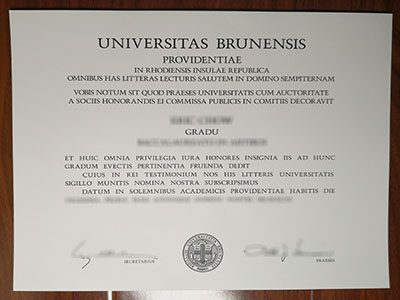 UNIVERSITAS BRUNENSIS
PROVIDENTIAE
IN RHODIENSIS INSULAE REPUBLICA
OMNIBUS HAS LITTERAS LECTURIS SALUTEM IN DOMINO SEMPITERNAM
VOBIS NOTUM SIT QUOD PRAESES UNIVERSITATIS CUM AUCTORITATE
A SOCIIS HONORANDIS EI COMMISSA PUBLICIS IN COMITIIS DECORAVIT
GRADU
ET HUIC OMNIA PRIVILEGIA IURA HONORES INSIGNIA IIS AD HUNC
GRADUM EVECTIS PERTINENTIA FRUENDA DEDIT
CUIUS IN REI TESTIMONIUM NOS HIS LITTERIS UNIVERSITATIS
SIGILLO MUNITIS NOMINA NOSTRA SUBSCRIPSIMUS
DATUM IN SOLEMNIBUS ACADEMICIS PROVIDENTIAE HABITIS DIE
SECRETARIUS
PRAESES